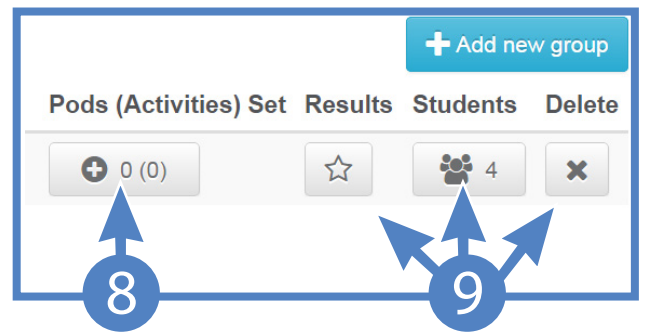 Add new group
Pods (Activities) Set Results Students Delete
0 (0) 4
8 9